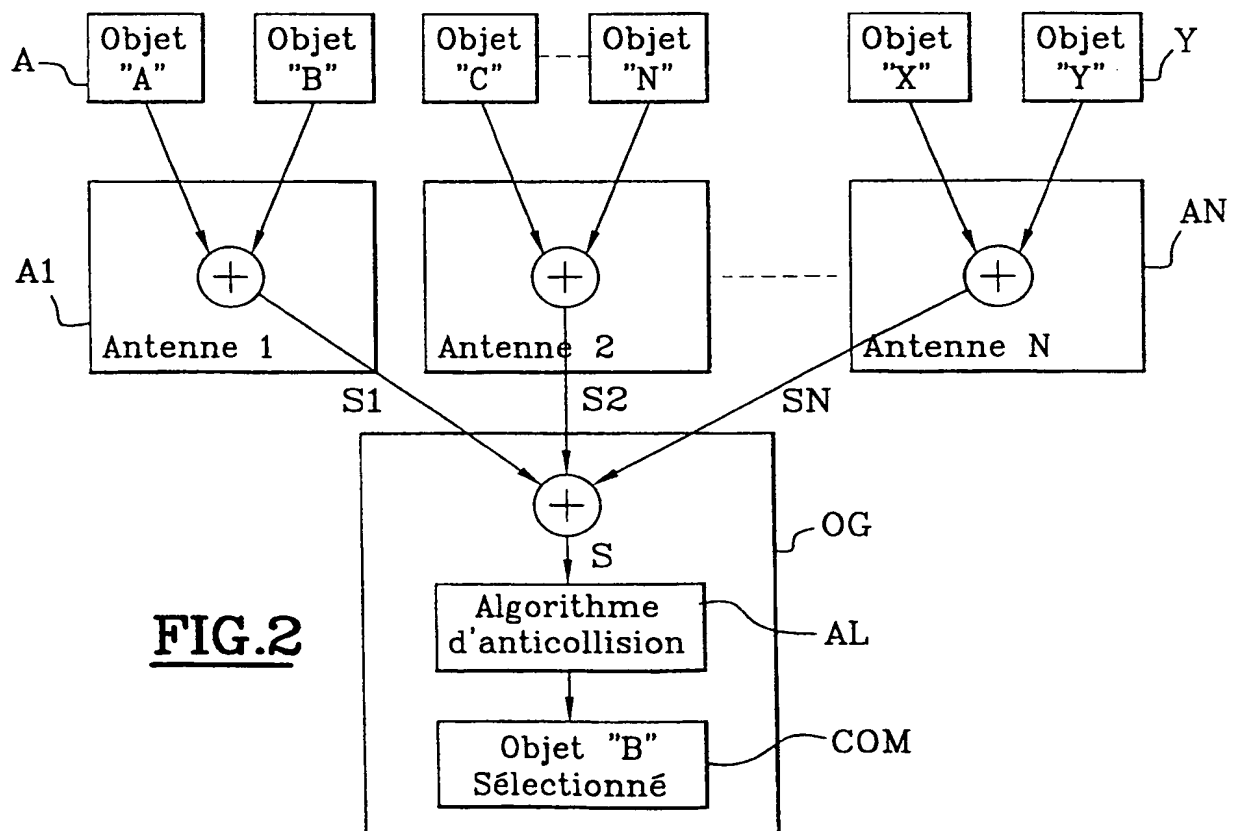 Objet "A"
Objet "B"
Objet "C"
Objet "N"
Objet "X"
Objet "Y"
A
Y
A1
AN
Antenne 1
Antenne 2
Antenne N
S1
S2
SN
OG
S
Algorithme
d'anticollision
AL
FIG.2
Objet "B"
Sélectionné
COM